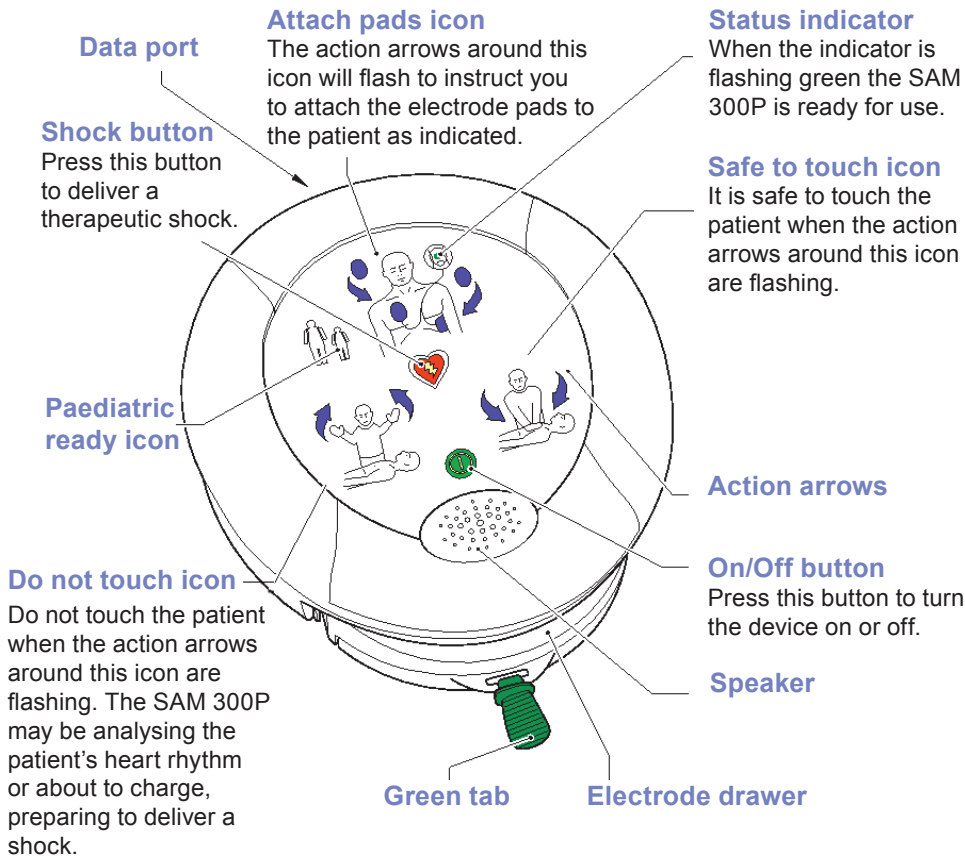 Data port
Attach pads icon
The action arrows around this
icon will flash to instruct you
to attach the electrode pads to
the patient as indicated.
Status indicator
When the indicator is
flashing green the SAM
300P is ready for use.
Shock button
Press this button
to deliver a
therapeutic shock.
Safe to touch icon
It is safe to touch the
patient when the action
arrows around this icon
are flashing.
Paediatric
ready icon
Action arrows
Do not touch icon
Do not touch the patient
when the action arrows
around this icon are
flashing. The SAM 300P
may be analysing the
patient's heart rhythm
or about to charge,
preparing to deliver a
shock.
On/Off button
Press this button to turn
the device on or off.
Speaker
Green tab
Electrode drawer